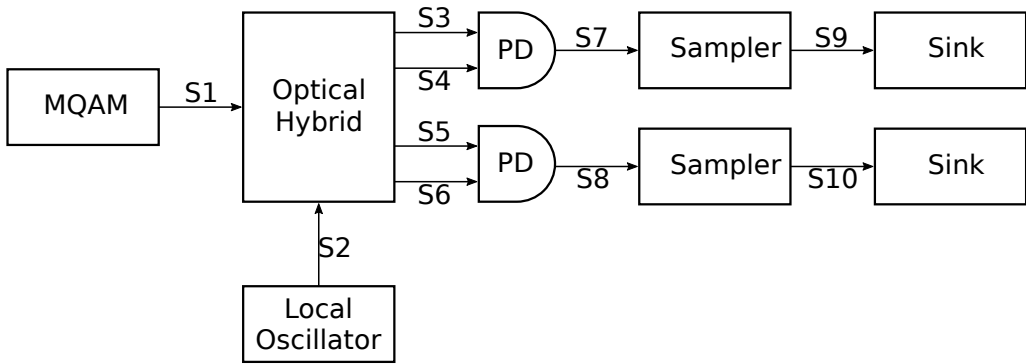 S3
S7
S9
PD
Sampler
Sink
S4
MQAM
S1
Optical
Hybrid
S5
PD
Sampler
Sink
S6
S8
S10
S2
Local
Oscillator